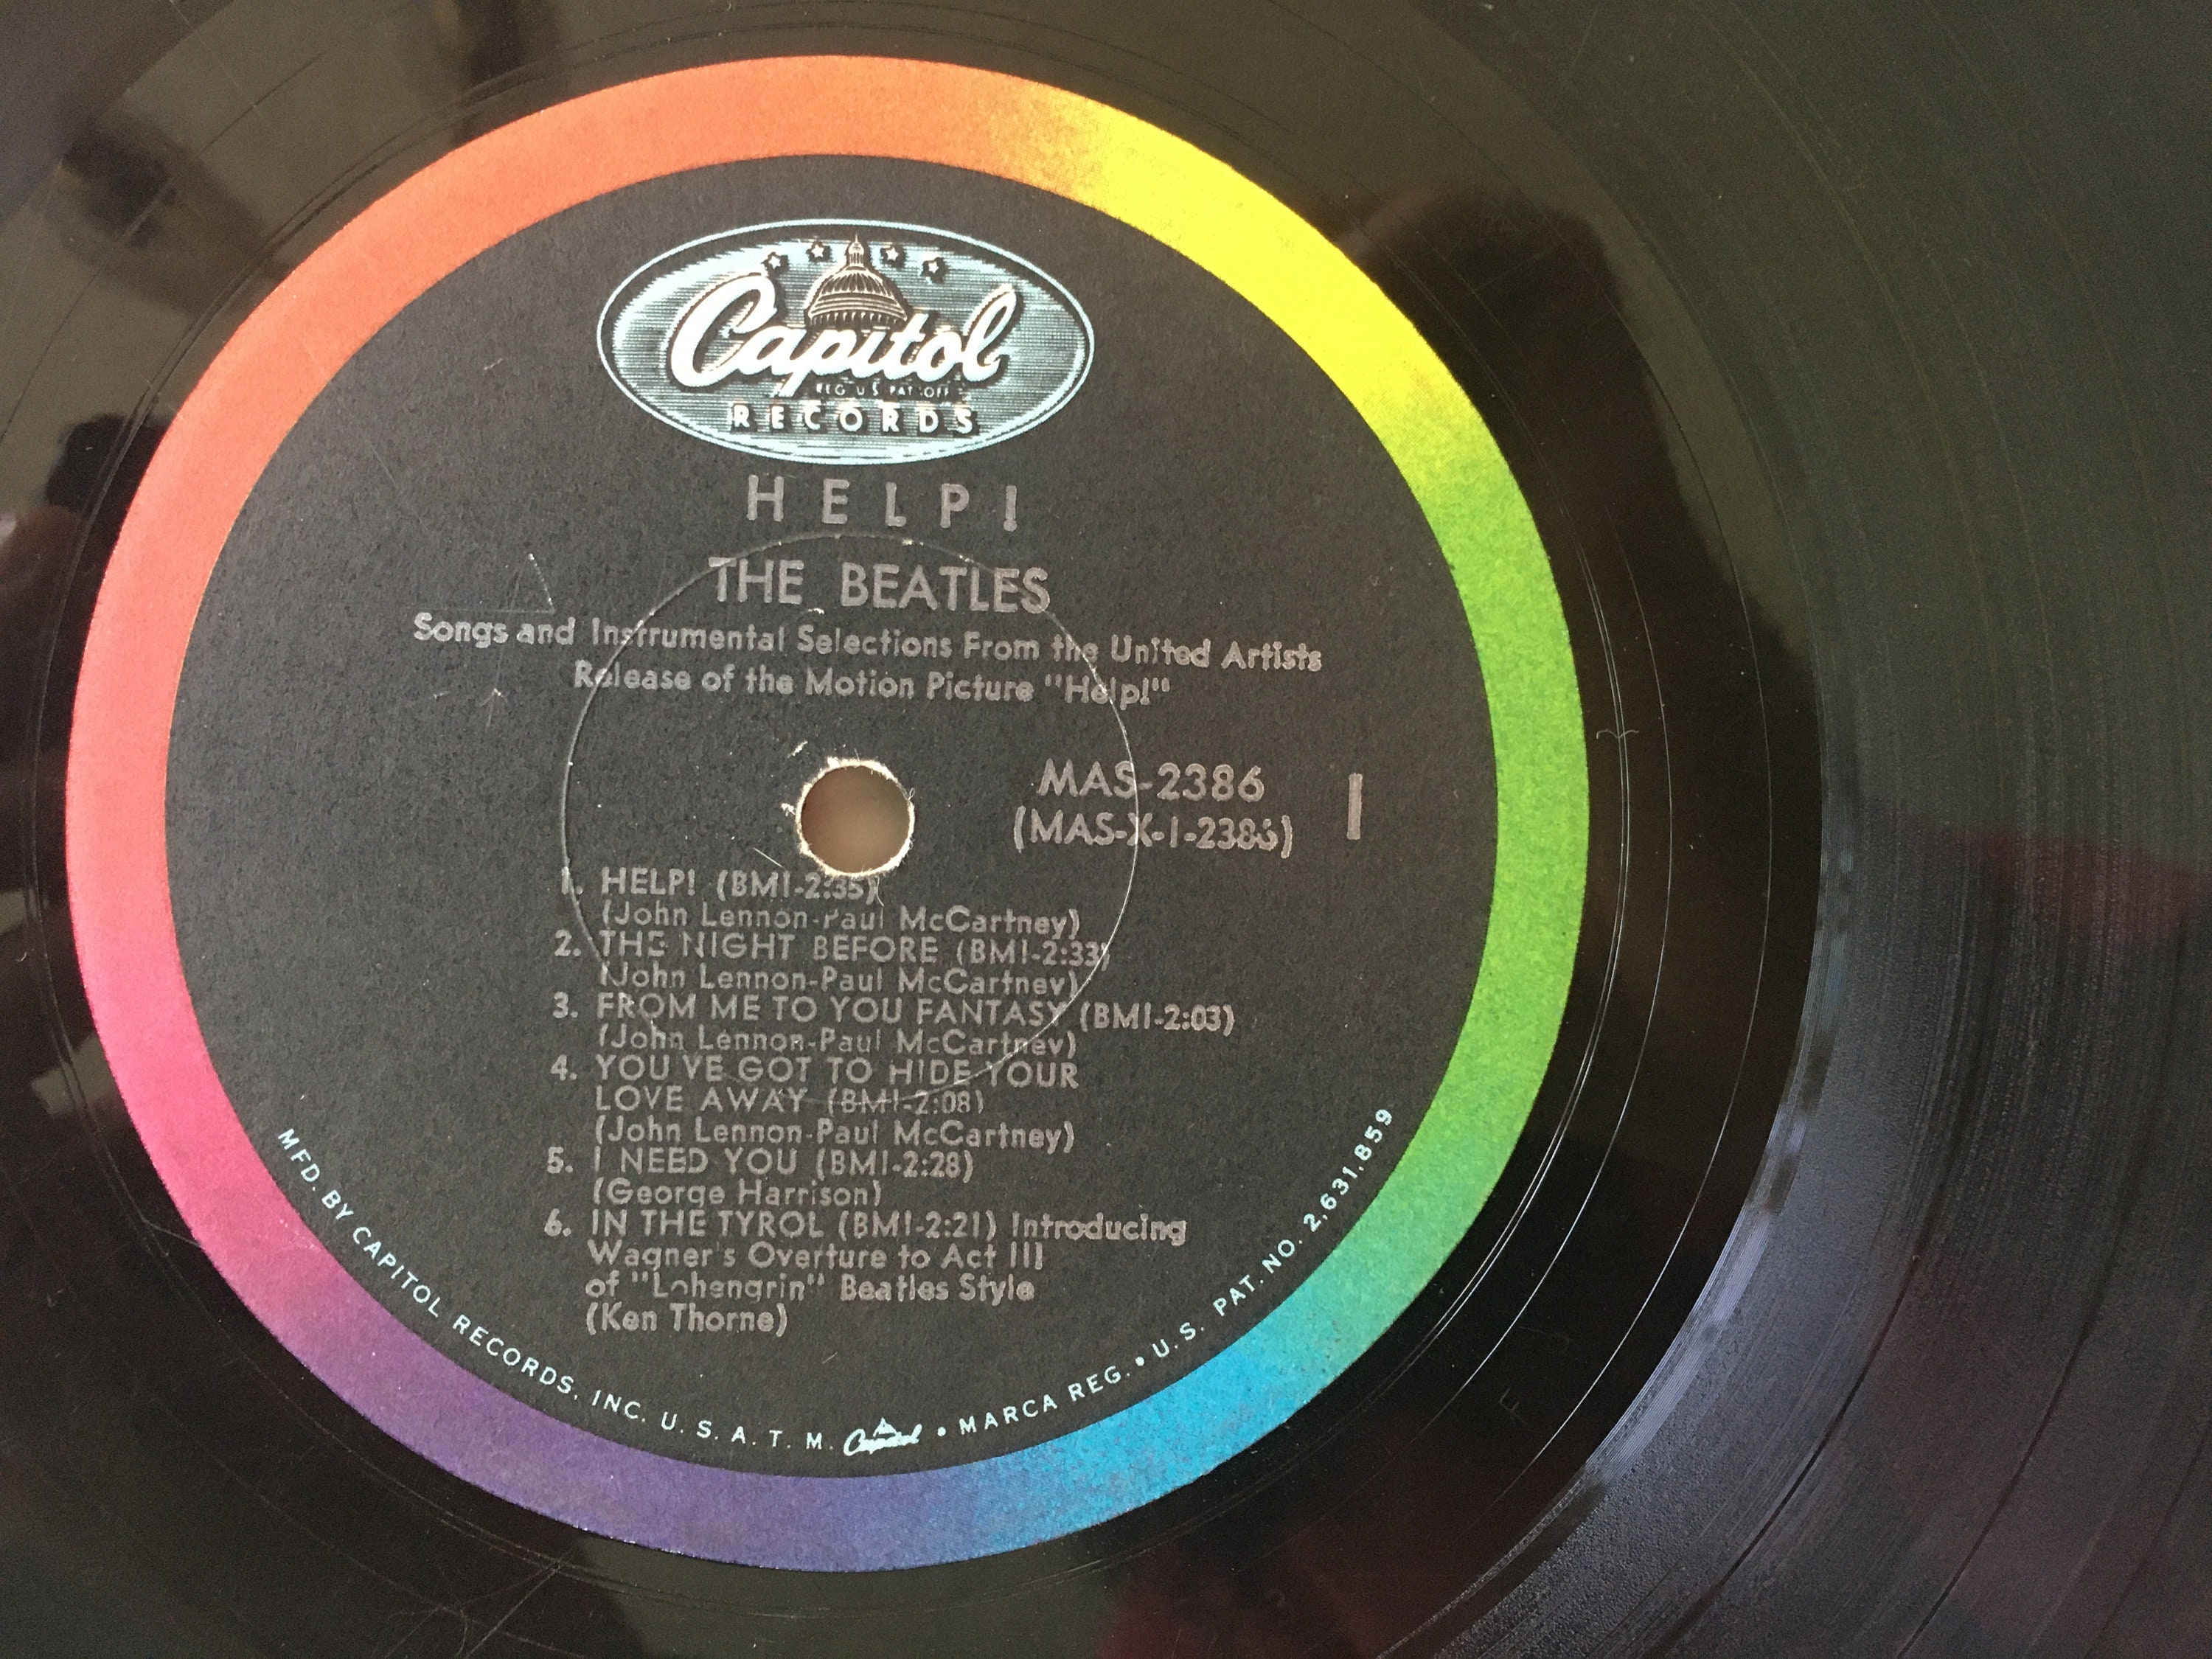 Capitol
REG. U.S. PAT. OFF.
RECORDS
HELP!
THE BEATLES
Songs and Instrumental Selections From the United Artists
Release of the Motion Picture "Help!"
MAS-2386
(MAS-X-1-2386)
1
1. HELP! (BMI-2:35)
(John Lennon-Paul McCartney)
2. THE NIGHT BEFORE (BMI-2:33)
(John Lennon-Paul McCartney)
3. FROM ME TO YOU FANTASY (BMI-2:03)
(John Lennon-Paul McCartney)
4. YOU'VE GOT TO HIDE YOUR
LOVE AWAY (BMI-2:08)
(John Lennon-Paul McCartney)
5. I NEED YOU (BMI-2:28)
(George Harrison)
6. IN THE TYROL (BMI-2:21) Introducing
Wagner's Overture to Act III
of "Lohengrin" Beatles Style
(Ken Thorne)
MFD. BY CAPITOL RECORDS, INC. U. S. A. T. M. Capitol • MARCA REG. • U.S. PAT. NO. 2,631,859